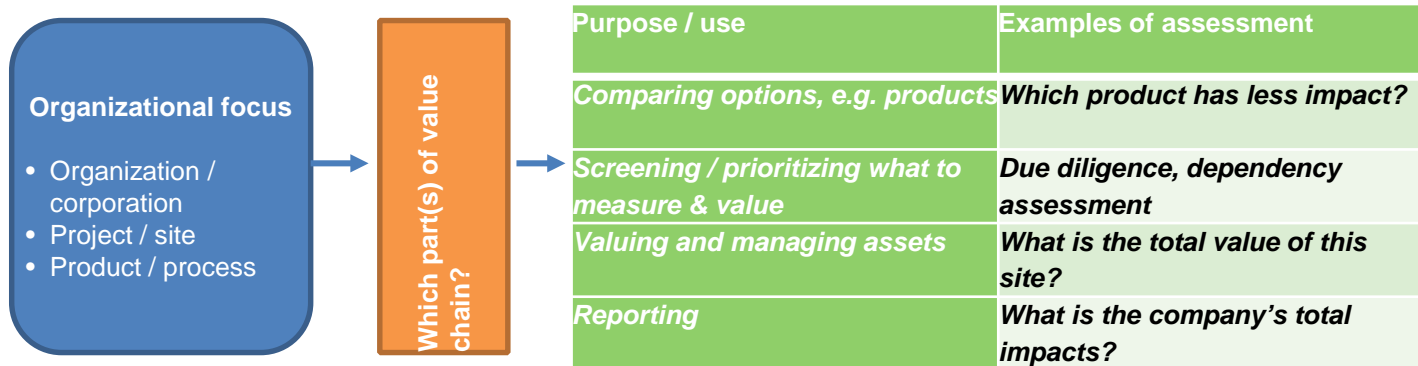 Organizational focus
• Organization /
corporation
• Project / site
• Product / process
Which part(s) of value
chain?
Purpose / use
Examples of assessment
Comparing options, e.g. products
Which product has less impact?
Screening / prioritizing what to
measure & value
Due diligence, dependency
assessment
Valuing and managing assets
What is the total value of this
site?
Reporting
What is the company’s total
impacts?